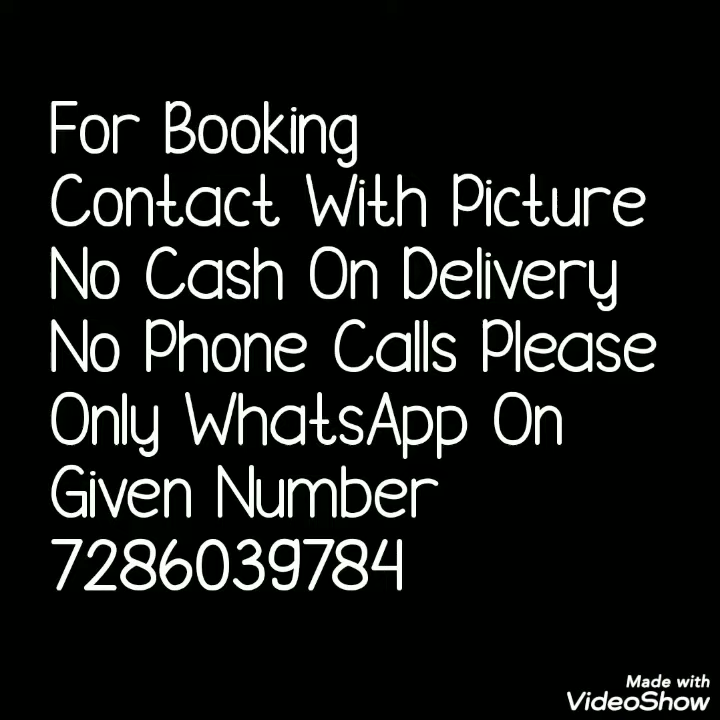 For Booking
Contact With Picture
No Cash On Delivery
No Phone Calls Please
Only WhatsApp On
Given Number
7286039784
Made with
VideoShow